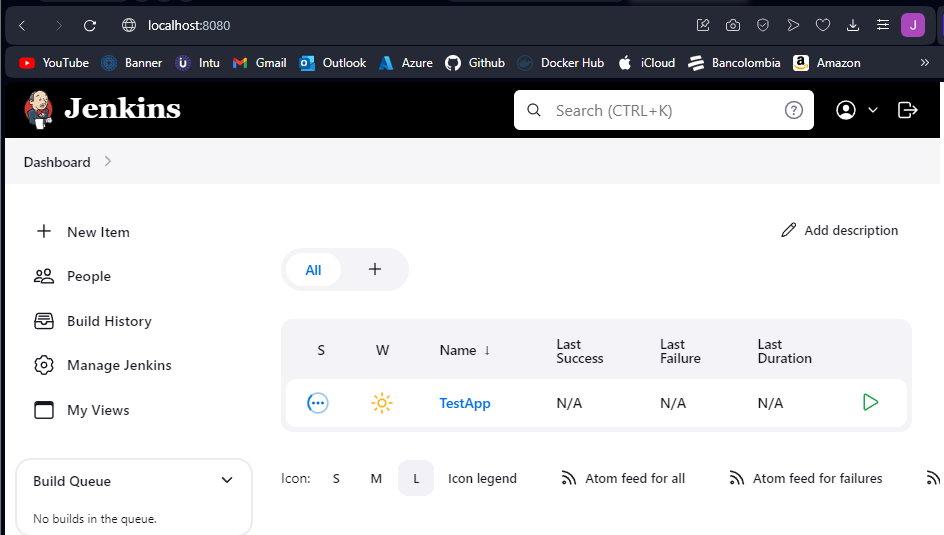 localhost:8080
J
YouTube Banner Intu Gmail Outlook Azure Github Docker Hub iCloud Bancolombia Amazon »
Jenkins
Search (CTRL+K)
Dashboard
New Item
People
Build History
Manage Jenkins
My Views
Build Queue
No builds in the queue.
Add description
All +
S W Name ↓ Last Success Last Failure Last Duration
TestApp N/A N/A N/A
Icon: S M L Icon legend Atom feed for all Atom feed for failures